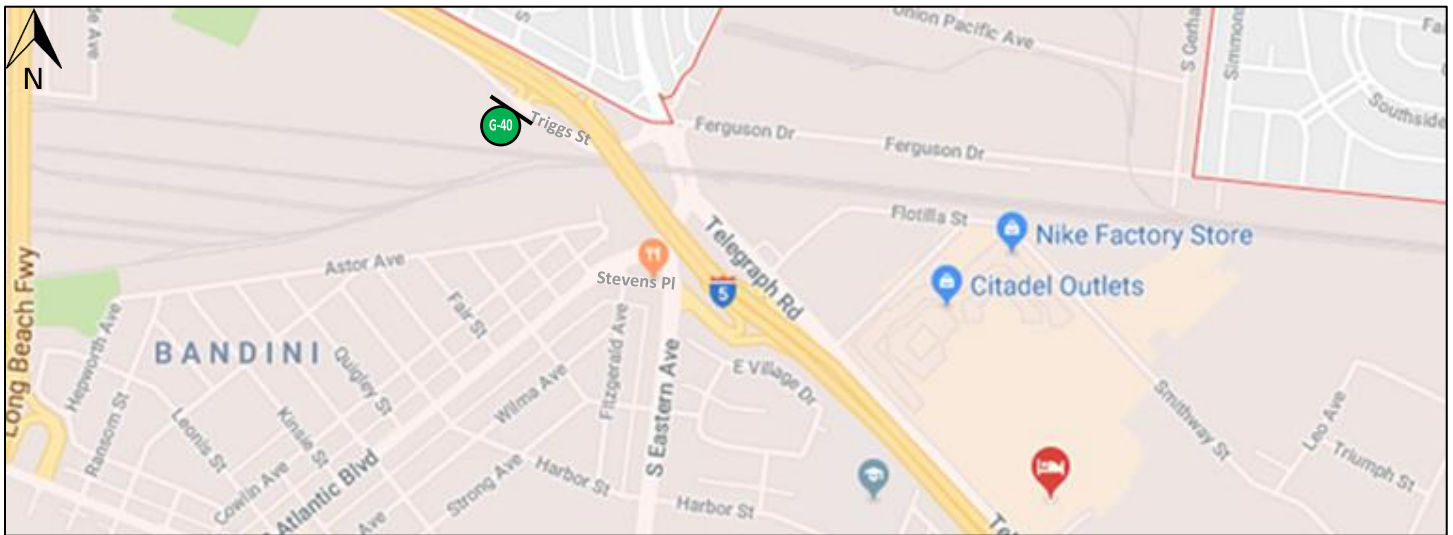 N
S
Union Pacific Ave
S Gerha
Simmons
Southside
G-40
Triggs St
Ferguson Dr
Ferguson Dr
Telegraph Rd
Flotilla St
Nike Factory Store
Citadel Outlets
5
Astor Ave
Stevens Pl
Long Beach Fwy
Hepworth Ave
BANDINI
Fair St
Quigley St
Fitzgerald Ave
Wilma Ave
S Eastern Ave
E Village Dr
Ransom St
Leonis St
Kinsie St
Cowlin Ave
Atlantic Blvd
Strong Ave
Harbor St
Harbor St
Smithway St
Leo Ave
Triumph St
Ave
Tel